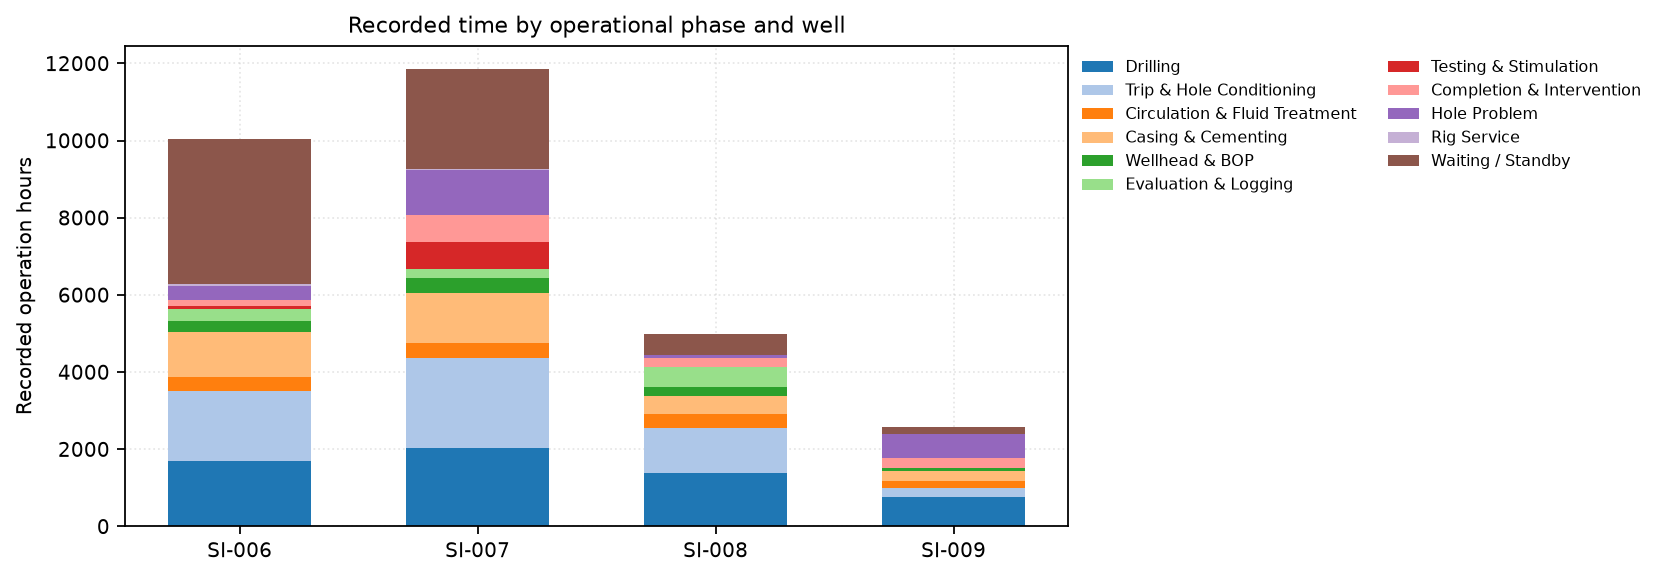 Recorded time by operational phase and well
Recorded operation hours
12000
10000
8000
6000
4000
2000
0
SI-006
SI-007
SI-008
SI-009
Drilling
Trip & Hole Conditioning
Circulation & Fluid Treatment
Casing & Cementing
Wellhead & BOP
Evaluation & Logging
Testing & Stimulation
Completion & Intervention
Hole Problem
Rig Service
Waiting / Standby